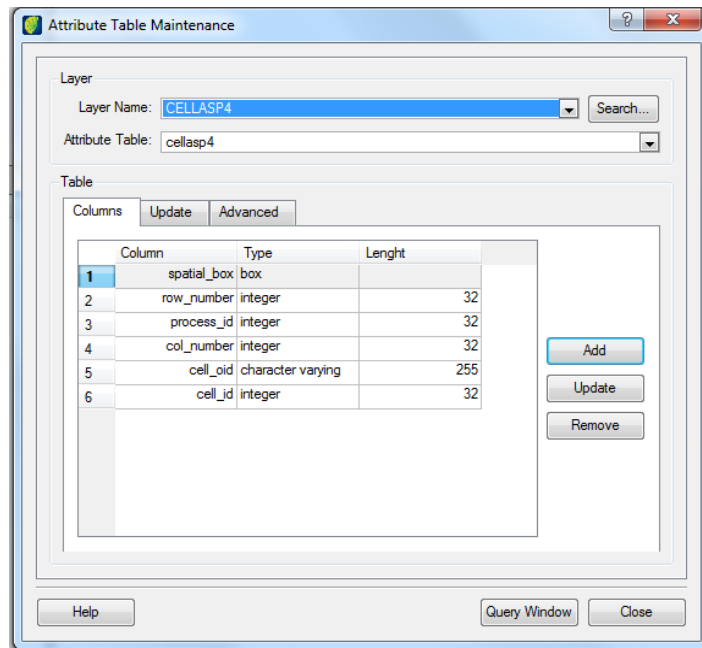 Attribute Table Maintenance
Layer
Layer Name: CELLASP4 Search...
Attribute Table: cellasp4
Table
Columns Update Advanced
Column Type Lenght
1 spatial_box box
2 row_number integer 32
3 process_id integer 32
4 col_number integer 32
5 cell_oid character varying 255
6 cell_id integer 32
Add
Update
Remove
Help Query Window Close